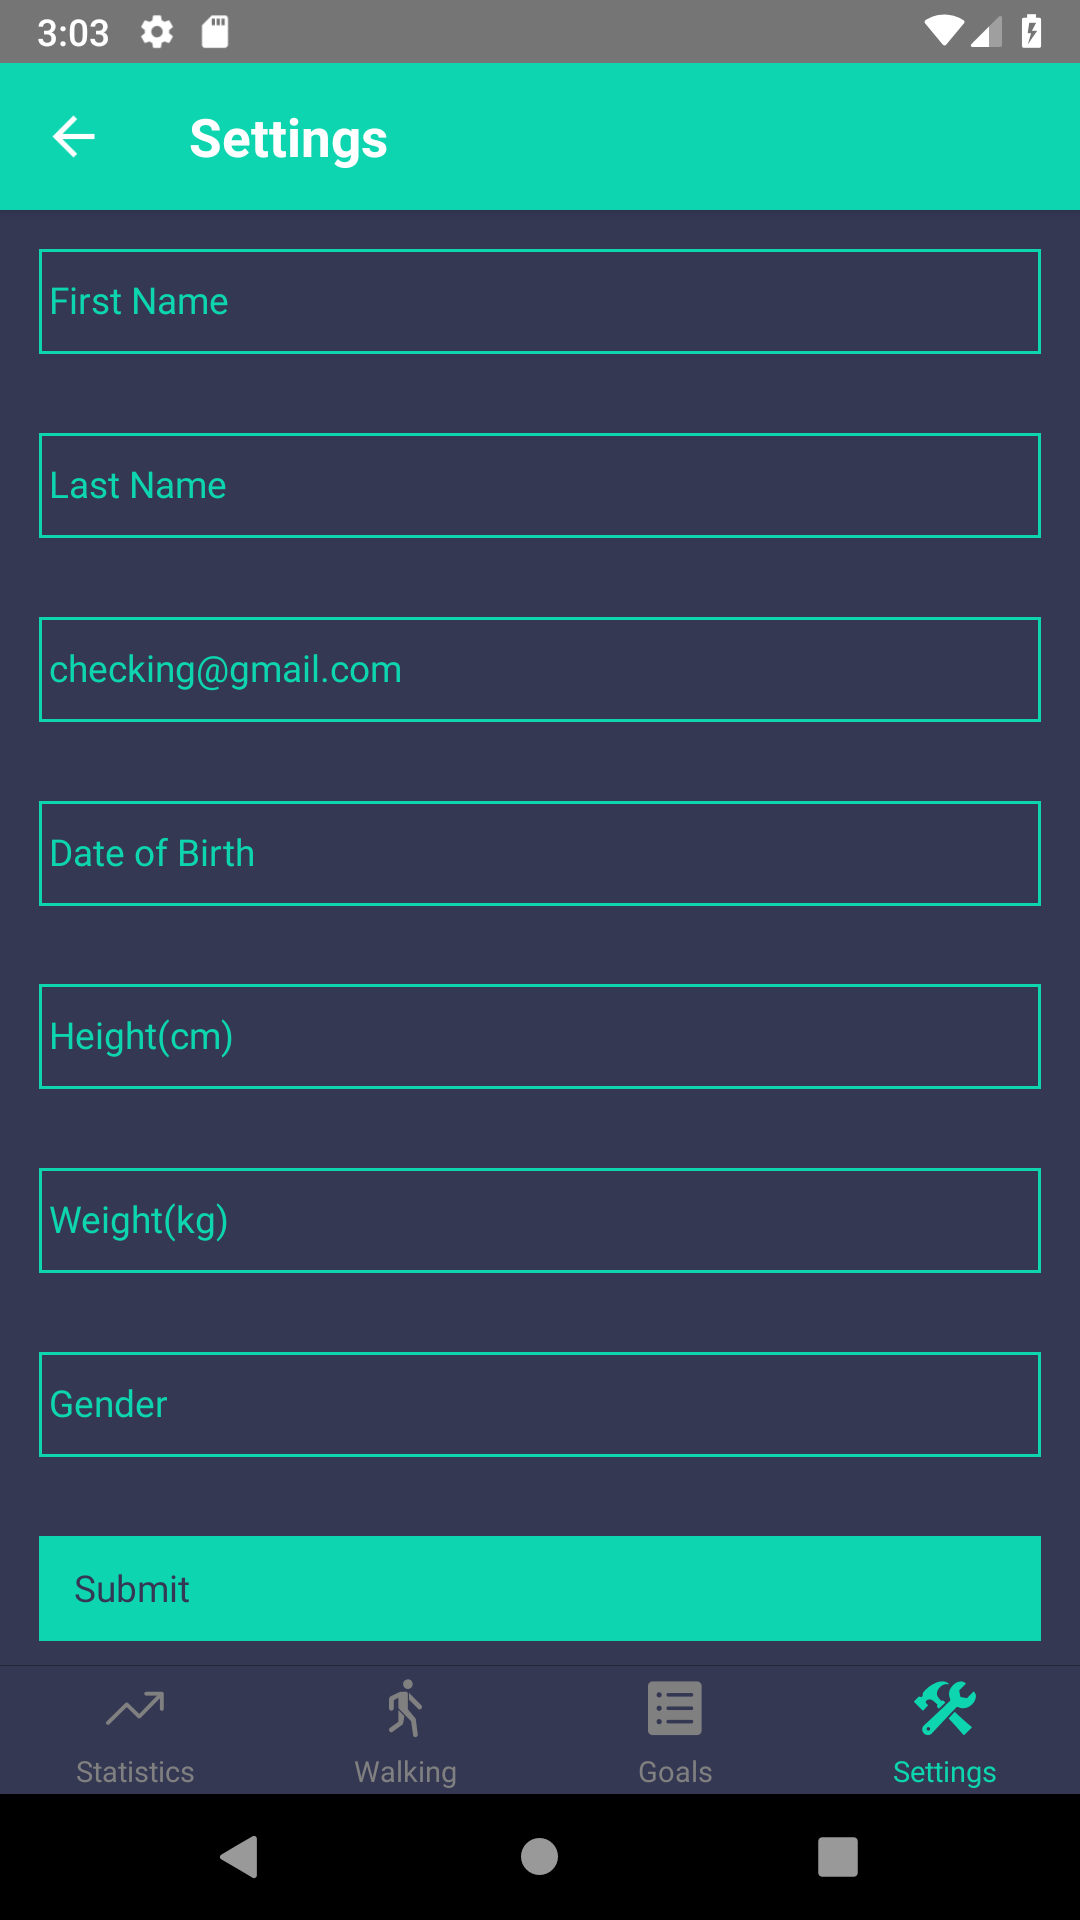 3:03
Settings
First Name
Last Name
checking@gmail.com
Date of Birth
Height(cm)
Weight(kg)
Gender
Submit
Statistics Walking Goals Settings